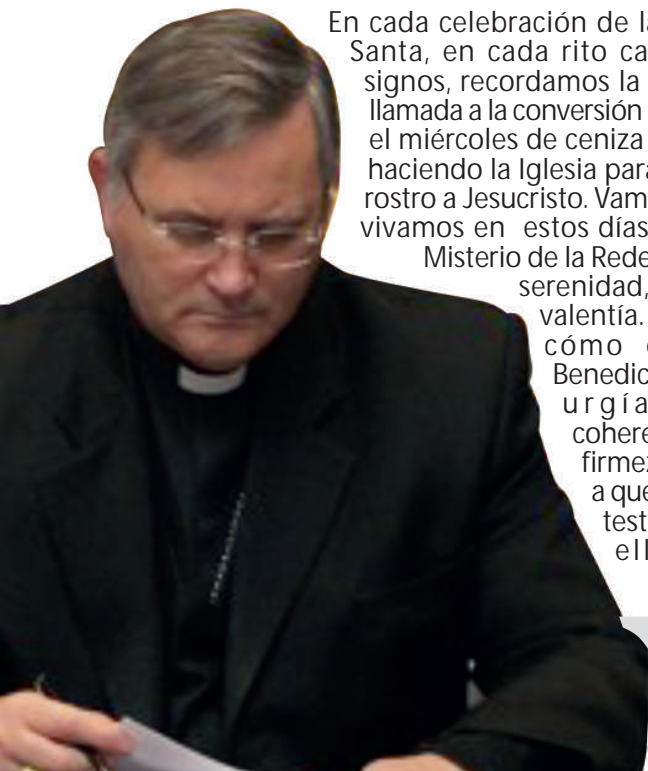 En cada celebración de la
Santa, en cada rito ca
signos, recordamos la
llamada a la conversión
el miércoles de ceniza
haciendo la Iglesia para
rostro a Jesucristo. Vam
vivamos en estos días
Misterio de la Rede
serenidad,
valentía.
cómo
Benedic
urgía
cohere
firmez
a que
test
ell